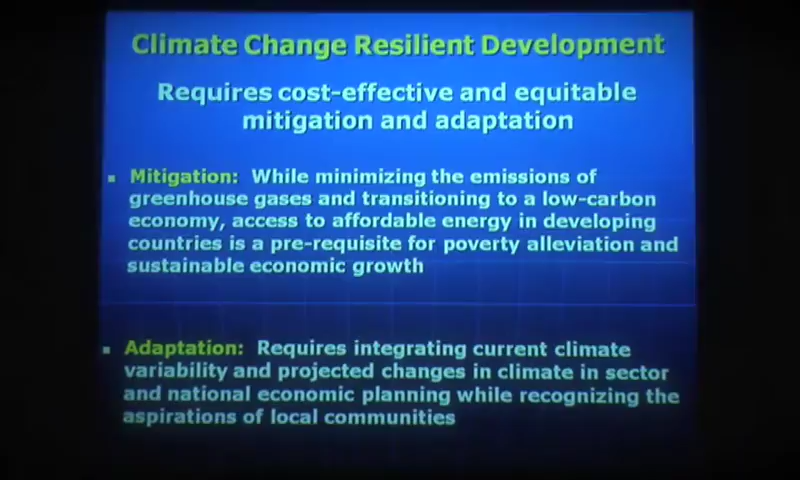 Climate Change Resilient Development
Requires cost-effective and equitable
mitigation and adaptation
▪ Mitigation: While minimizing the emissions of
greenhouse gases and transitioning to a low-carbon
economy, access to affordable energy in developing
countries is a pre-requisite for poverty alleviation and
sustainable economic growth
▪ Adaptation: Requires integrating current climate
variability and projected changes in climate in sector
and national economic planning while recognizing the
aspirations of local communities